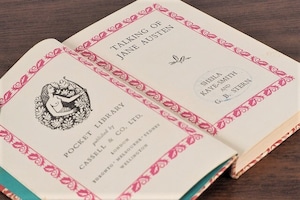 POCKET LIBRARY
published by
CASSELL & CO. LTD.
LONDON
TALKING OF
JANE AUSTEN
SHEILA
KAYE-SMITH
AND
G. B. STERN